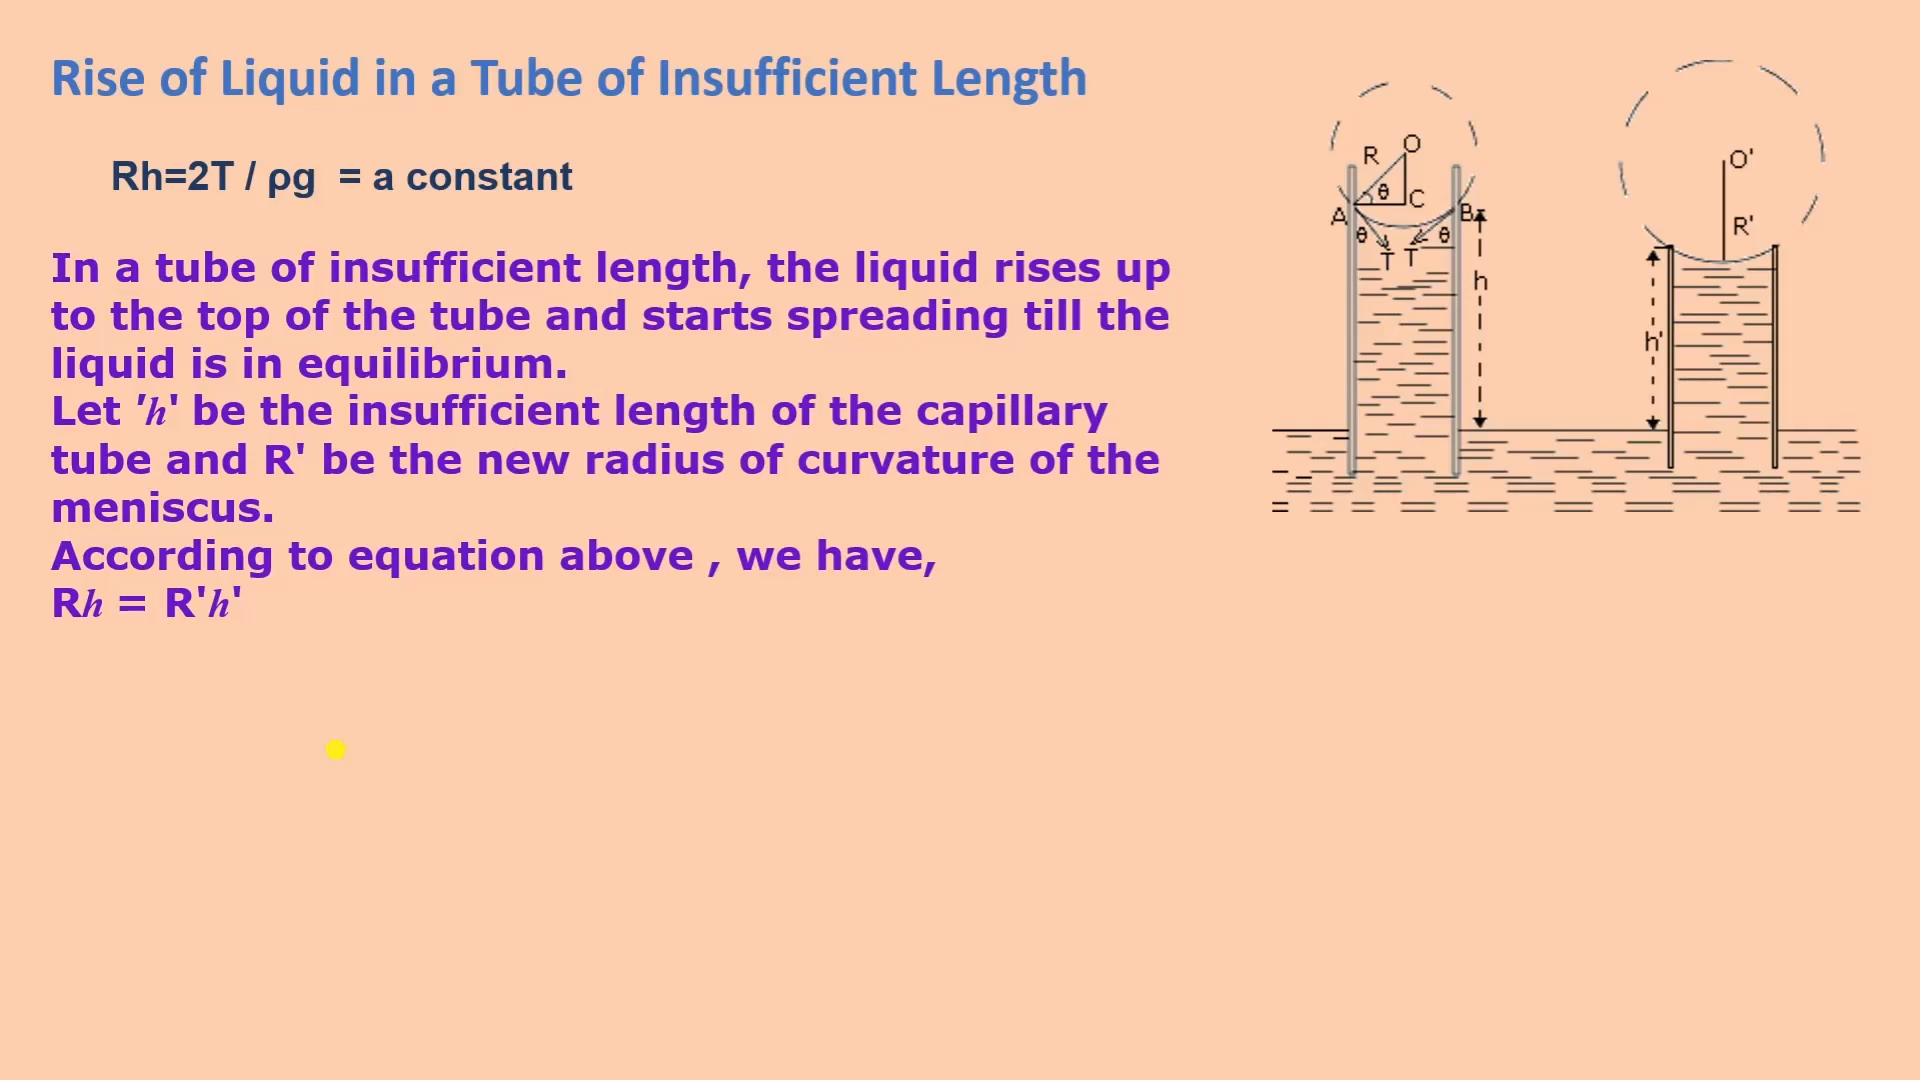 Rise of Liquid in a Tube of Insufficient Length
Rh=2T / ρg = a constant
In a tube of insufficient length, the liquid rises up
to the top of the tube and starts spreading till the
liquid is in equilibrium.
Let 'h' be the insufficient length of the capillary
tube and R' be the new radius of curvature of the
meniscus.
According to equation above , we have,
Rh = R'h'
R
O
θ
C
A
B
θ
θ
T
T
h
O'
R'
h'